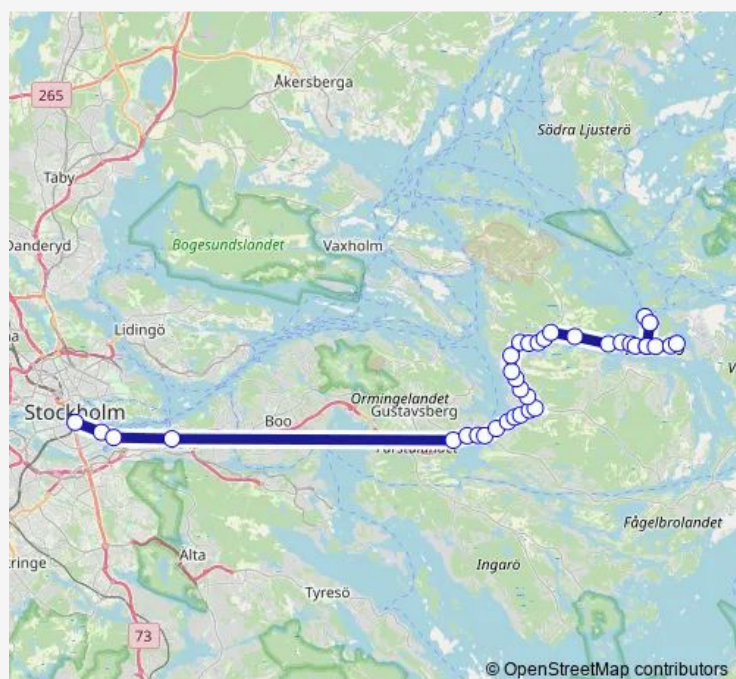 Åkersberga
265
Södra Ljusterö
Täby
Danderyd
Bogesundslandet
Vaxholm
Lidingö
Stockholm
Ormingelandet
Boo
Gustavsberg
Fågelbrolandet
Älta
Ingarö
Tyresö
73
© OpenStreetMap contributors